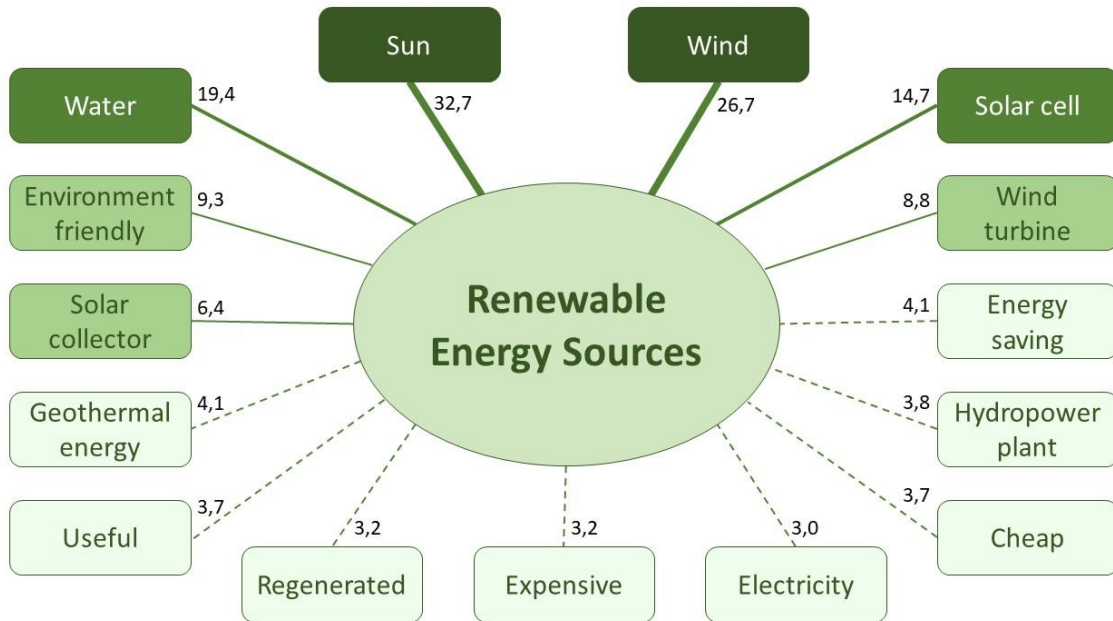 Sun
Wind
Water
19,4
32,7
26,7
14,7
Solar cell
Environment
friendly
9,3
8,8
Wind
turbine
Solar
collector
6,4
Renewable
Energy Sources
4,1
Energy
saving
Geothermal
energy
4,1
3,8
Hydropower
plant
Useful
3,7
3,7
Cheap
3,2
Regenerated
3,2
Expensive
3,0
Electricity